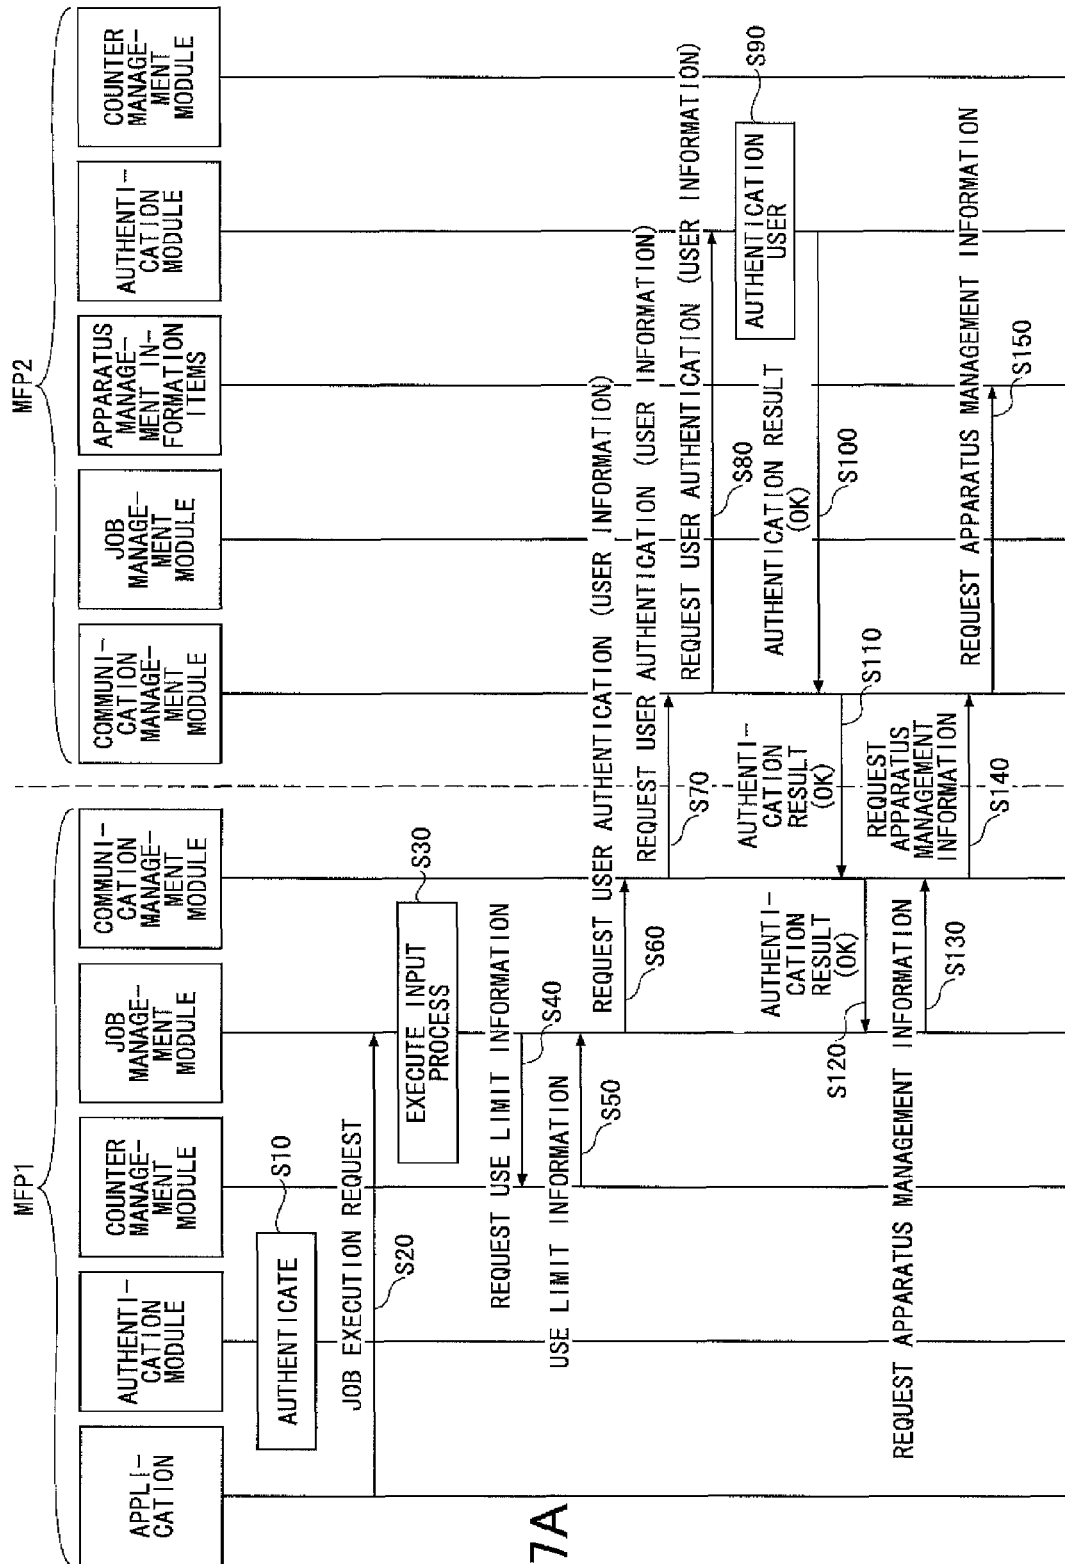 MFP1
MFP2
APPLI-
CATION
AUTHENTI-
CATION
MODULE
COUNTER
MANAGE-
MENT
MODULE
JOB
MANAGE-
MENT
MODULE
COMMUNI-
CATION
MANAGE-
MENT
MODULE
COMMUNI-
CATION
MANAGE-
MENT
MODULE
JOB
MANAGE-
MENT
MODULE
APPARATUS
MANAGE-
MENT IN-
FORMATION
ITEMS
AUTHENTI-
CATION
MODULE
COUNTER
MANAGE-
MENT
MODULE
AUTHENTICATE
S10
JOB EXECUTION REQUEST
S20
EXECUTE INPUT
PROCESS
S30
REQUEST USE LIMIT INFORMATION
S40
USE LIMIT INFORMATION
S50
REQUEST USER AUTHENTICATION (USER INFORMATION)
S60
REQUEST USER AUTHENTICATION (USER INFORMATION)
S70
REQUEST USER AUTHENTICATION (USER INFORMATION)
S80
AUTHENTICATION
USER
S90
AUTHENTICATION RESULT
(OK)
S100
AUTHENTI-
CATION
RESULT
(OK)
S110
AUTHENTI-
CATION
RESULT
(OK)
S120
REQUEST APPARATUS MANAGEMENT INFORMATION
S130
REQUEST
APPARATUS
MANAGEMENT
INFORMATION
S140
REQUEST APPARATUS MANAGEMENT INFORMATION
S150
7A